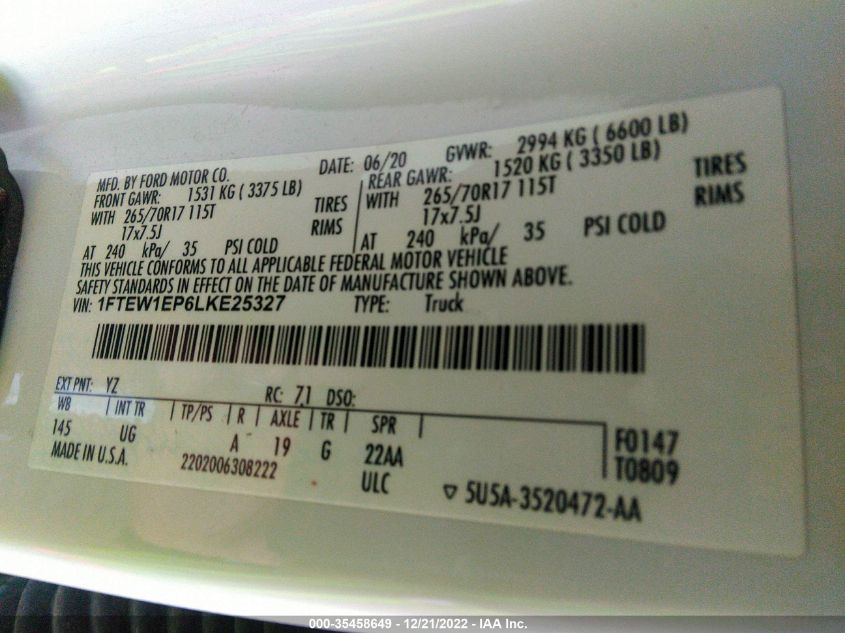 MFD. BY FORD MOTOR CO. DATE: 06/20 GVWR: 2994 KG ( 6600 LB)
FRONT GAWR: 1531 KG ( 3375 LB) REAR GAWR: 1520 KG ( 3350 LB)
WITH 265/70R17 115T TIRES WITH 265/70R17 115T TIRES
17x7.5J RIMS 17x7.5J RIMS
AT 240 kPa/ 35 PSI COLD AT 240 kPa/ 35 PSI COLD
THIS VEHICLE CONFORMS TO ALL APPLICABLE FEDERAL MOTOR VEHICLE
SAFETY STANDARDS IN EFFECT ON THE DATE OF MANUFACTURE SHOWN ABOVE.
VIN: 1FTEW1EP6LKE25327 TYPE: Truck
EXT PNT: YZ RC: 71 DSO:
WB INT TR TP/PS R AXLE TR SPR
145 UG A 19 G 22AA F0147
MADE IN U.S.A. 2202006308222 ULC T0809
▽ 5U5A-3520472-AA
000-35458649 - 12/21/2022 - IAA Inc.